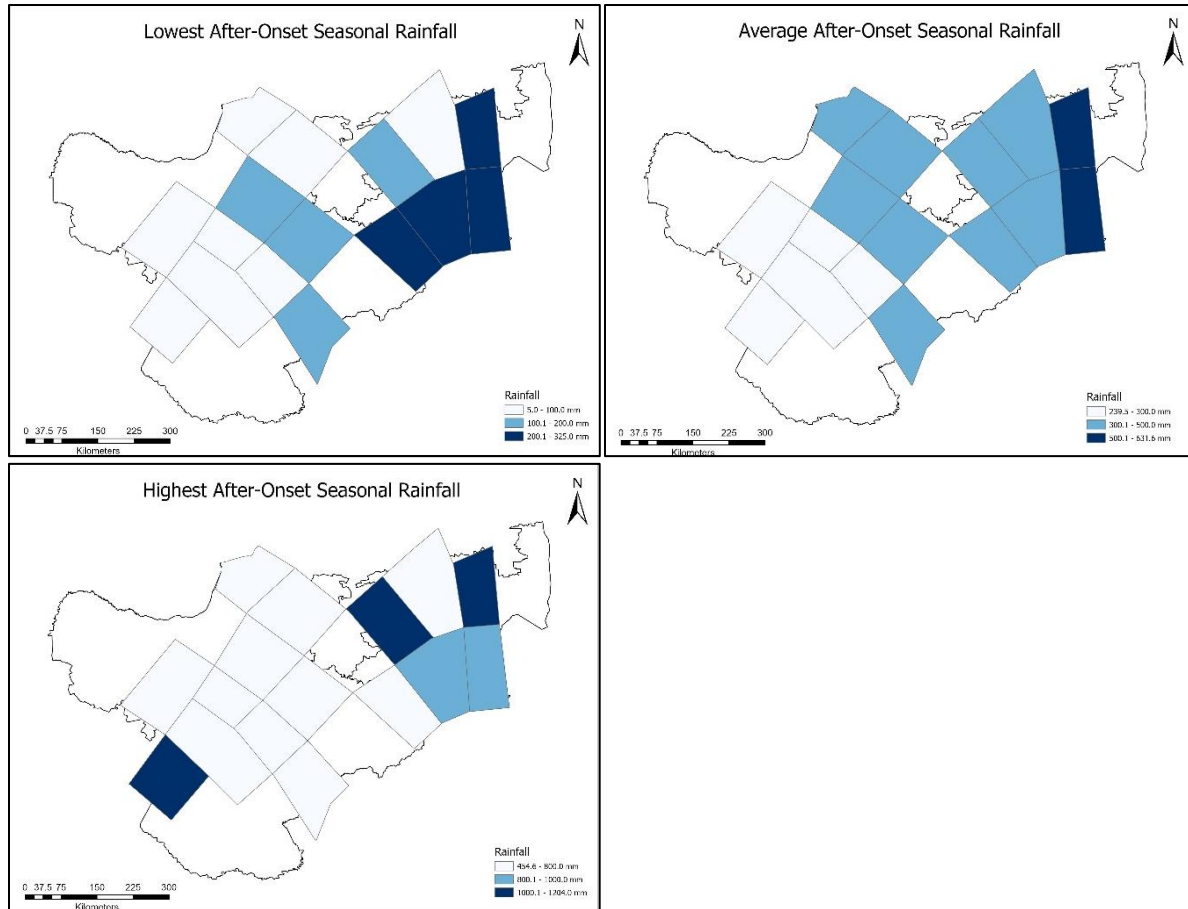 Lowest After-Onset Seasonal Rainfall
N
Rainfall
5.0 - 100.0 mm
100.1 - 200.0 mm
200.1 - 325.0 mm
0 37.5 75 150 225 300
Kilometers
Average After-Onset Seasonal Rainfall
N
Rainfall
239.5 - 300.0 mm
300.1 - 500.0 mm
500.1 - 631.6 mm
0 37.5 75 150 225 300
Kilometers
Highest After-Onset Seasonal Rainfall
N
Rainfall
454.6 - 800.0 mm
800.1 - 1000.0 mm
1000.1 - 1204.0 mm
0 37.5 75 150 225 300
Kilometers